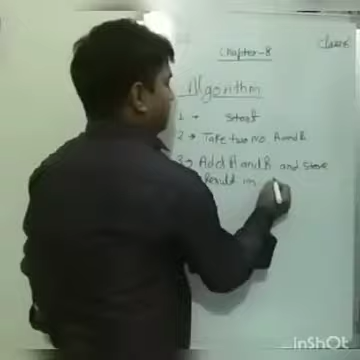 Chapter-8
Class
Algorithm
1 → Start
2 → Take two no. A and B
3 → Add A and B and store
Result in
InShOt